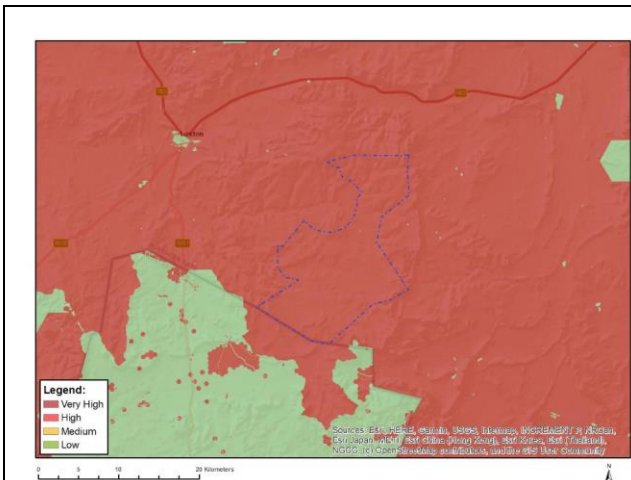 Legend:
Very High
High
Medium
Low
Sources: Esri, HERE, Garmin, USGS, Intermap, INCREMENT P, NRCan,
Esri Japan, METI, Esri China (Hong Kong), Esri Korea, Esri (Thailand),
NGCC, (c) OpenStreetMap contributors, and the GIS User Community
0 5 10 20 Kilometers
N